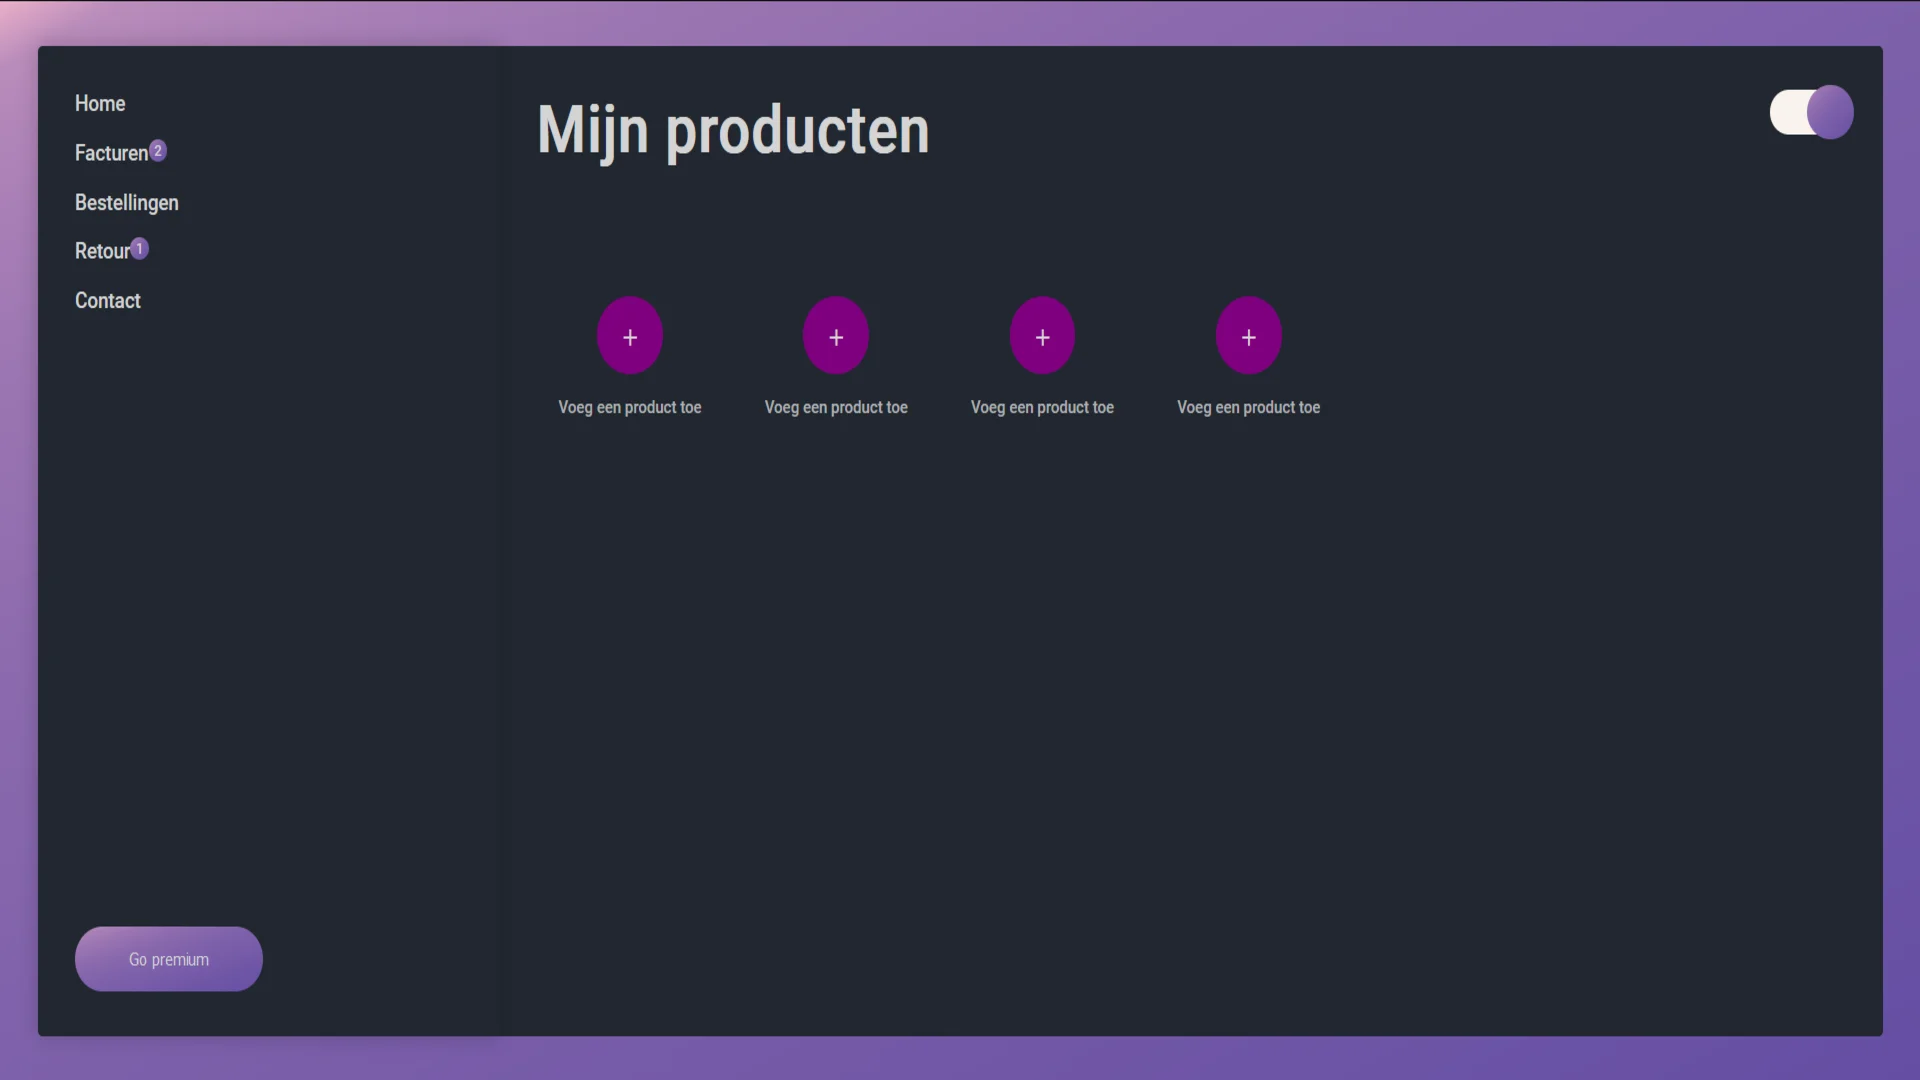 Home
Facturen 2
Bestellingen
Retour 1
Contact
Go premium
Mijn producten
+ + + +
Voeg een product toe Voeg een product toe Voeg een product toe Voeg een product toe